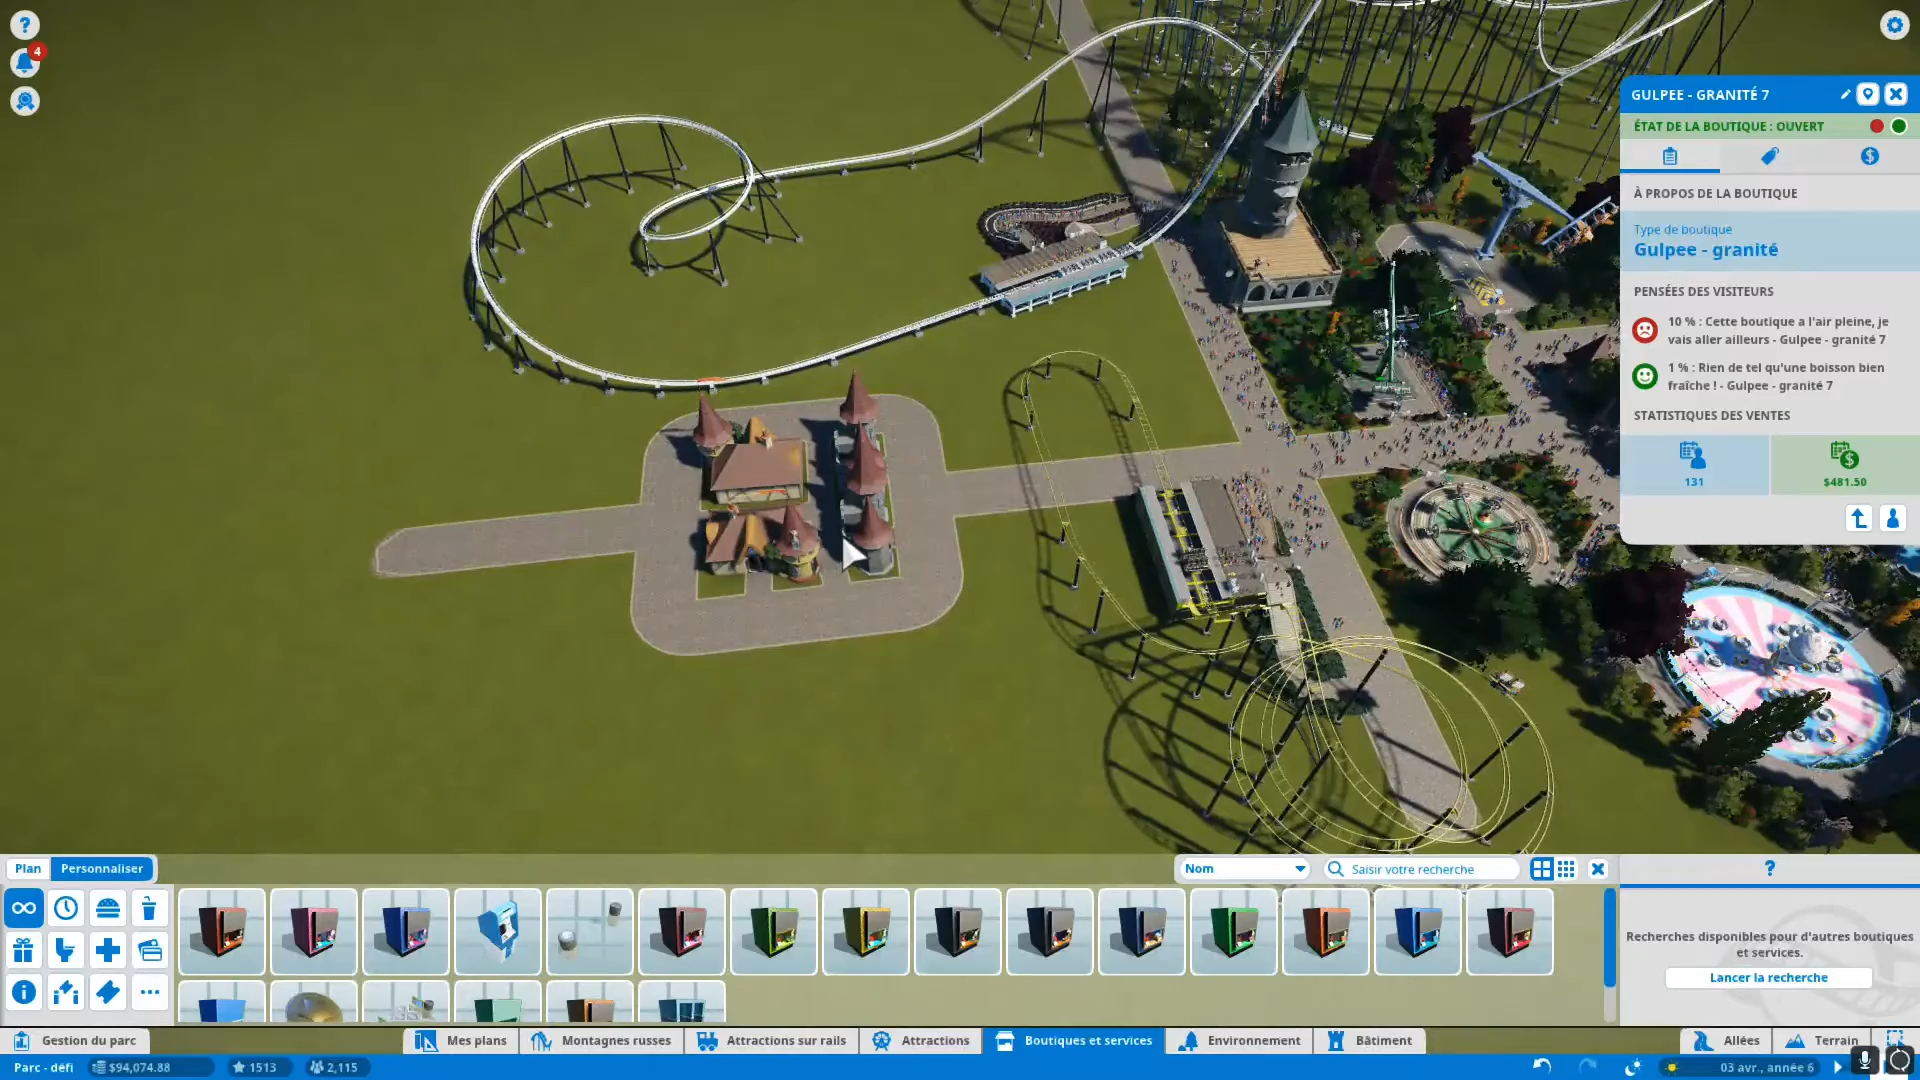 ?
4
GULPEE - GRANITÉ 7
ÉTAT DE LA BOUTIQUE : OUVERT
À PROPOS DE LA BOUTIQUE
Type de boutique
Gulpee - granité
PENSÉES DES VISITEURS
10 % : Cette boutique a l'air pleine, je
vais aller ailleurs - Gulpee - granité 7
1 % : Rien de tel qu'une boisson bien
fraîche ! - Gulpee - granité 7
STATISTIQUES DES VENTES
131
$481.50
Plan
Personnaliser
Nom
Saisir votre recherche
?
Recherches disponibles pour d'autres boutiques
et services.
Lancer la recherche
Gestion du parc
Mes plans
Montagnes russes
Attractions sur rails
Attractions
Boutiques et services
Environnement
Bâtiment
Allées
Terrain
Parc - défi
$94,074.88
1513
2,115
03 avr., année 6